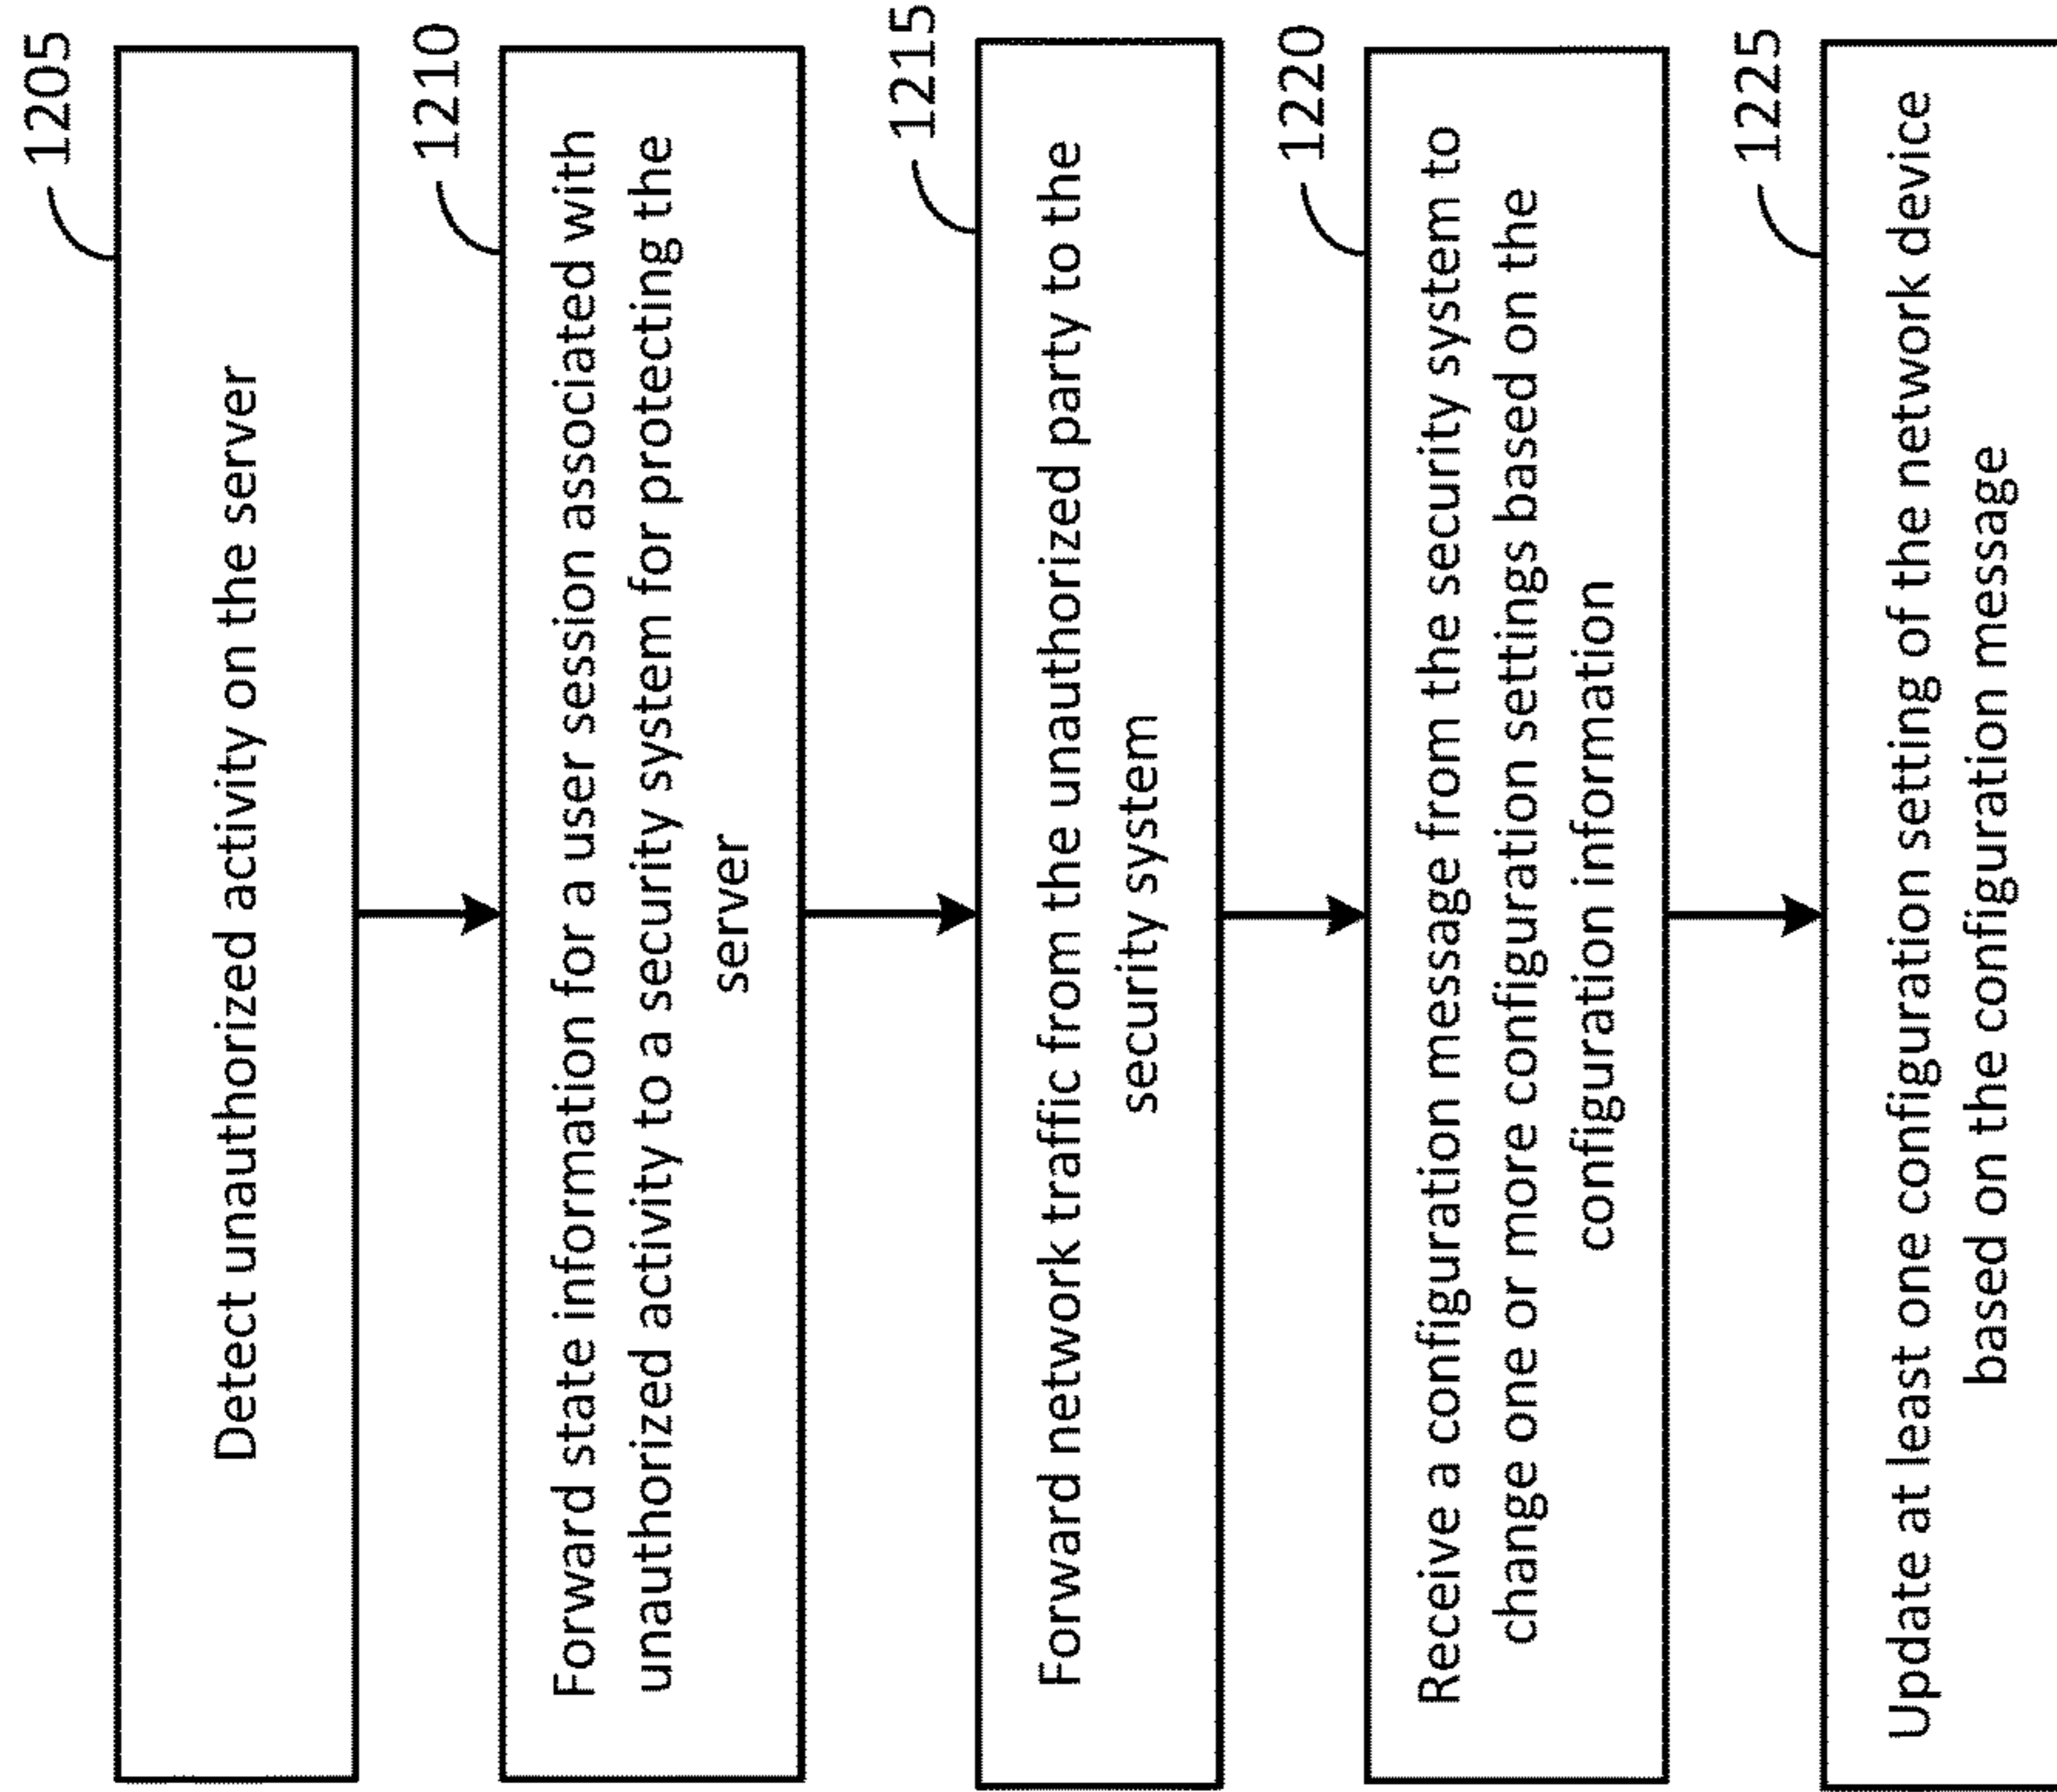 1205
Detect unauthorized activity on the server
1210
Forward state information for a user session associated with
unauthorized activity to a security system for protecting the
server
1215
Forward network traffic from the unauthorized party to the
security system
1220
Receive a configuration message from the security system to
change one or more configuration settings based on the
configuration information
1225
Update at least one configuration setting of the network device
based on the configuration message